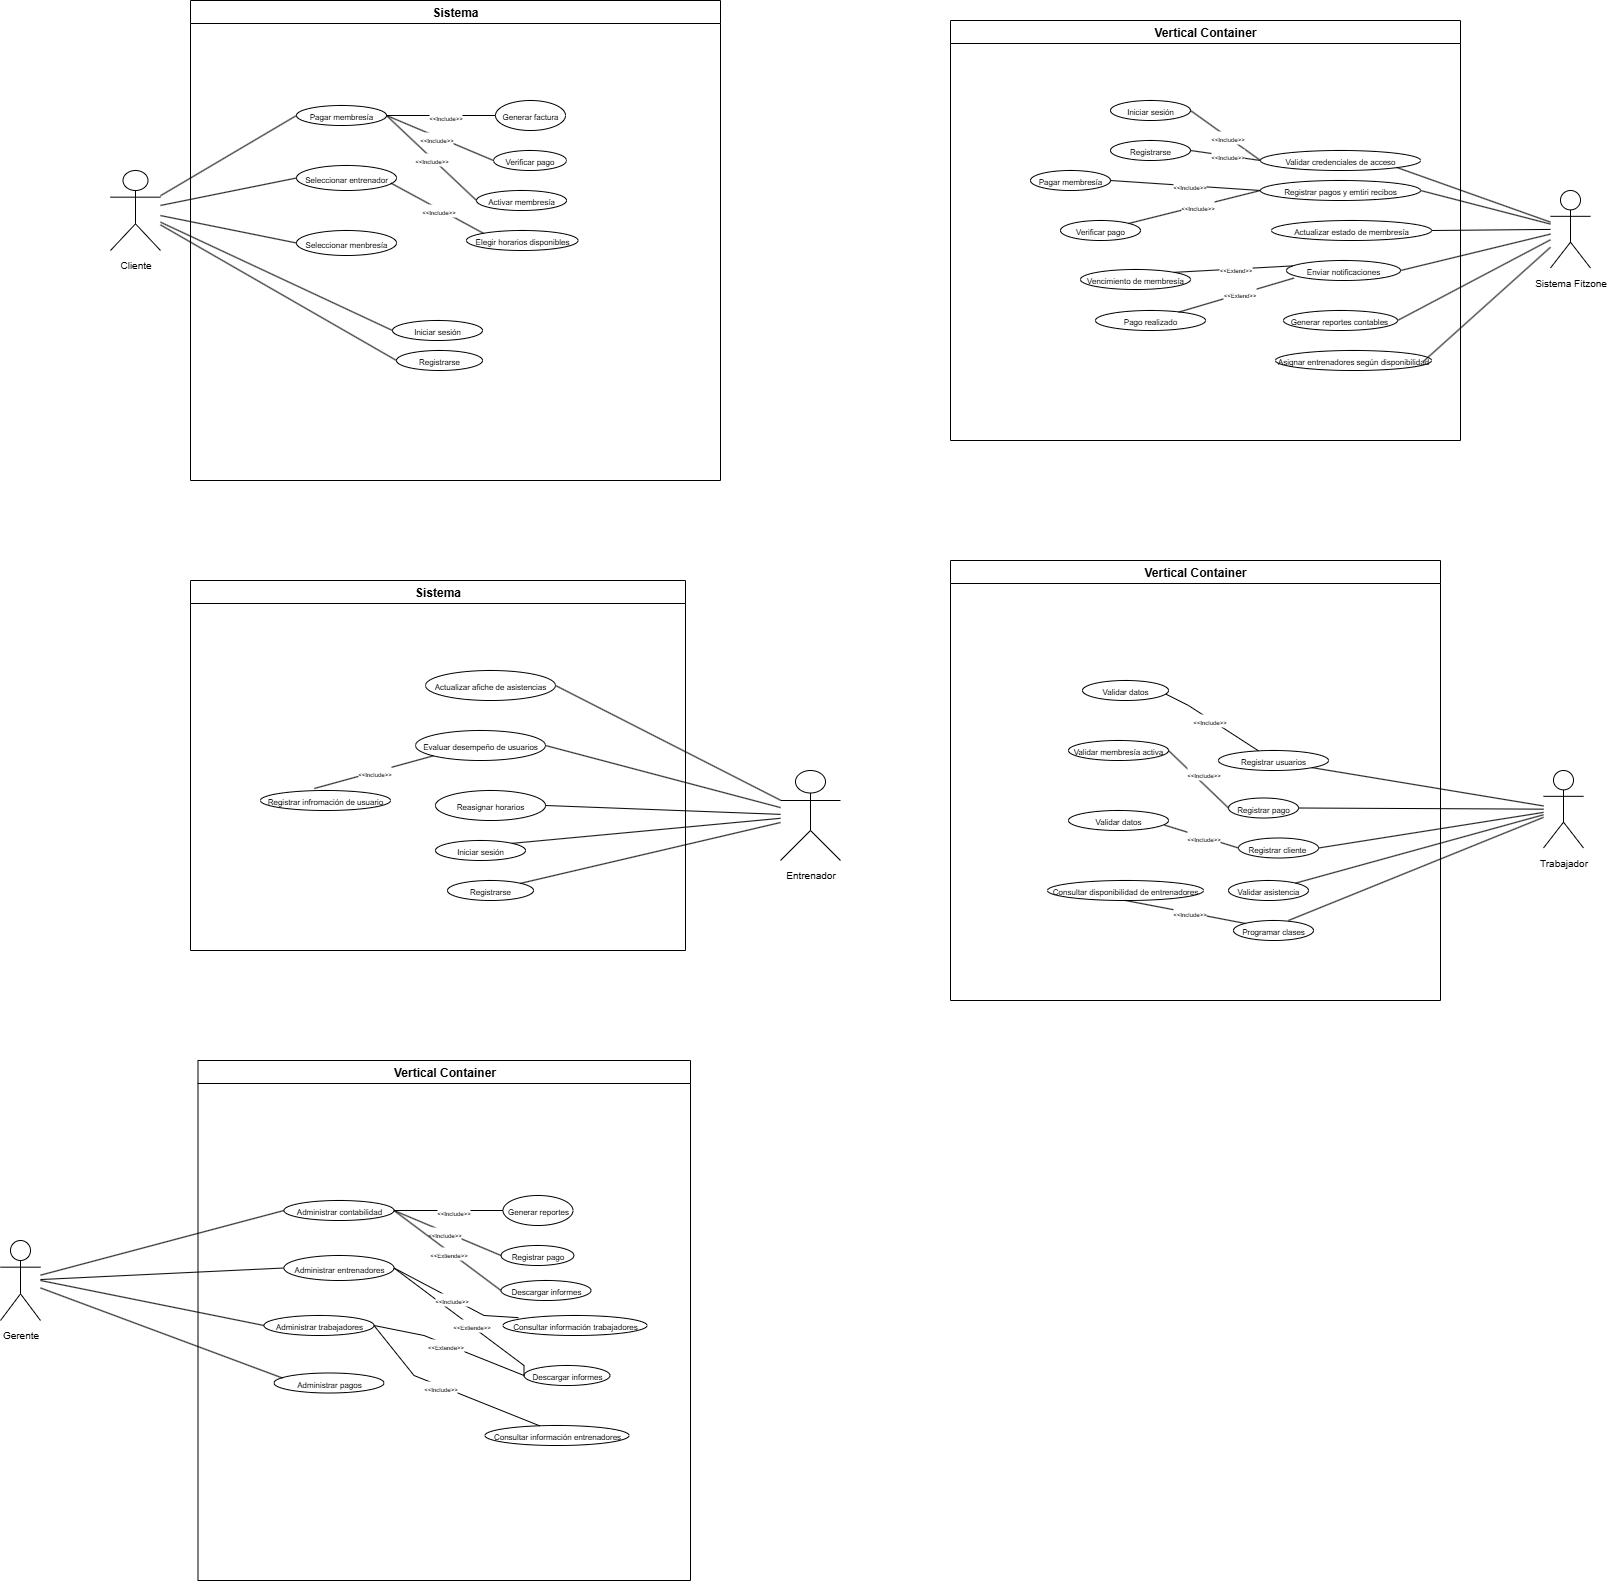 Sistema
Pagar membresía
<<Include>>
Generar factura
<<Include>>
Verificar pago
<<Include>>
Seleccionar entrenador
Activar membresía
<<Include>>
Seleccionar menbresía
Elegir horarios disponibles
Cliente
Iniciar sesión
Registrarse
Vertical Container
Iniciar sesión
<<Include>>
Registrarse
<<Include>>
Validar credenciales de acceso
Pagar membresía
<<Include>>
Registrar pagos y emtiri recibos
<<Include>>
Verificar pago
Actualizar estado de membresía
Vencimiento de membresía
<<Extend>>
Enviar notificaciones
<<Extend>>
Pago realizado
Generar reportes contables
Asignar entrenadores según disponibilidad
Sistema Fitzone
Sistema
Actualizar afiche de asistencias
Evaluar desempeño de usuarios
<<Include>>
Registrar infromación de usuario
Reasignar horarios
Iniciar sesión
Registrarse
Entrenador
Vertical Container
Validar datos
<<Include>>
Validar membresía activa
Registrar usuarios
<<Include>>
Registrar pago
Validar datos
<<Include>>
Registrar cliente
Consultar disponibilidad de entrenadores
Validar asistencia
<<Include>>
Programar clases
Trabajador
Vertical Container
Administrar contabilidad
<<Include>>
Generar reportes
<<Include>>
Registrar pago
<<Extiende>>
Administrar entrenadores
Descargar informes
<<Include>>
Administrar trabajadores
<<Extiende>>
Consultar información trabajadores
<<Extiende>>
Descargar informes
Administrar pagos
<<Include>>
Consultar información entrenadores
Gerente